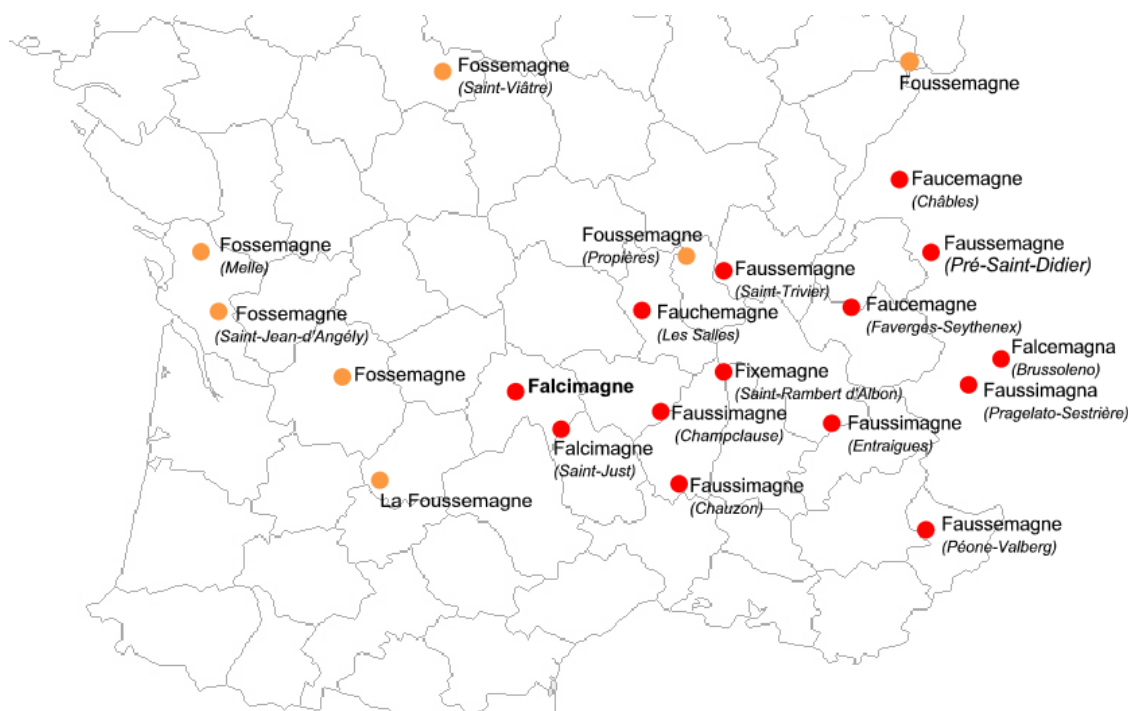 Fossemagne
(Saint-Viâtre)
Foussemagne
Faucemagne
(Châbles)
Fossemagne
(Melle)
Foussemagne
(Propières)
Faussemagne
(Pré-Saint-Didier)
Faussemagne
(Saint-Trivier)
Fossemagne
(Saint-Jean-d'Angély)
Fauchemagne
(Les Salles)
Faucemagne
(Faverges-Seythenex)
Falcemagna
(Brussoleno)
Fossemagne
Falcimagne
Fixemagne
(Saint-Rambert d'Albon)
Faussimagna
(Pragelato-Sestrière)
Faussimagne
(Champclause)
Faussimagne
(Entraigues)
Falcimagne
(Saint-Just)
La Foussemagne
Faussimagne
(Chauzon)
Faussemagne
(Péone-Valberg)